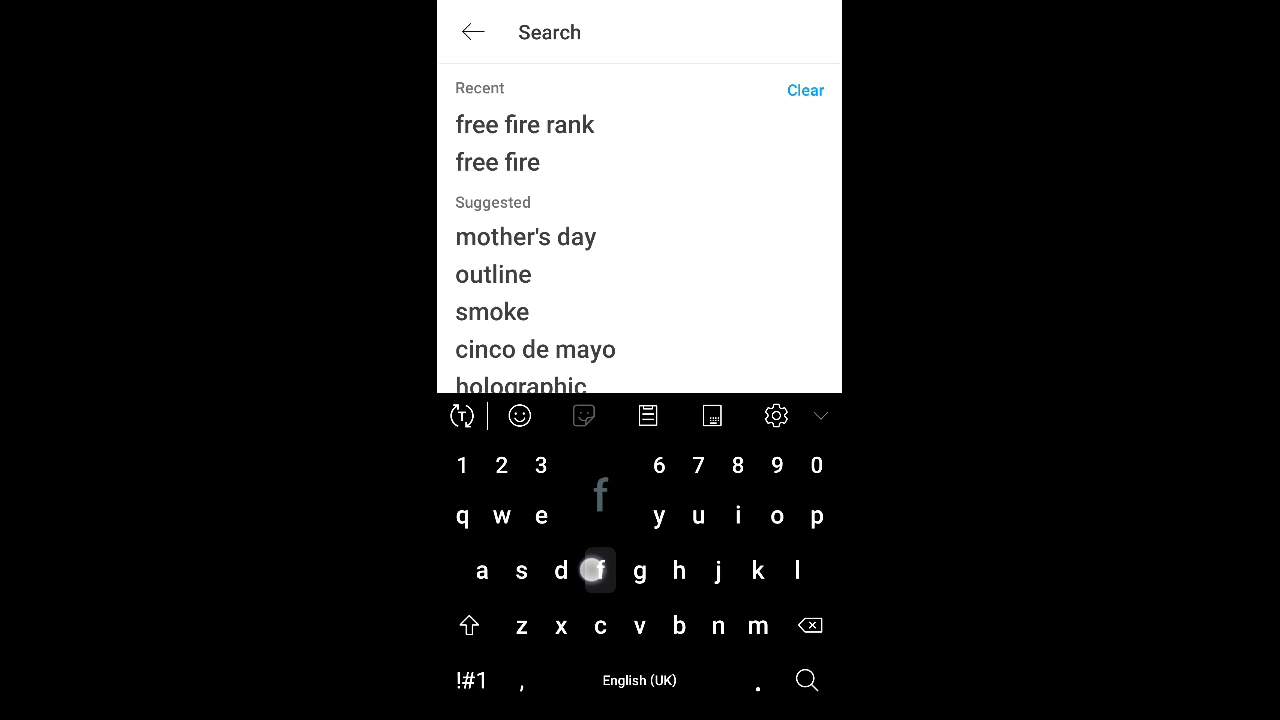 Search
Recent
Clear
free fire rank
free fire
Suggested
mother's day
outline
smoke
cinco de mayo
holographic
1 2 3 6 7 8 9 0
f
q w e y u i o p
a s d f g h j k l
z x c v b n m
!#1 , English (UK) .